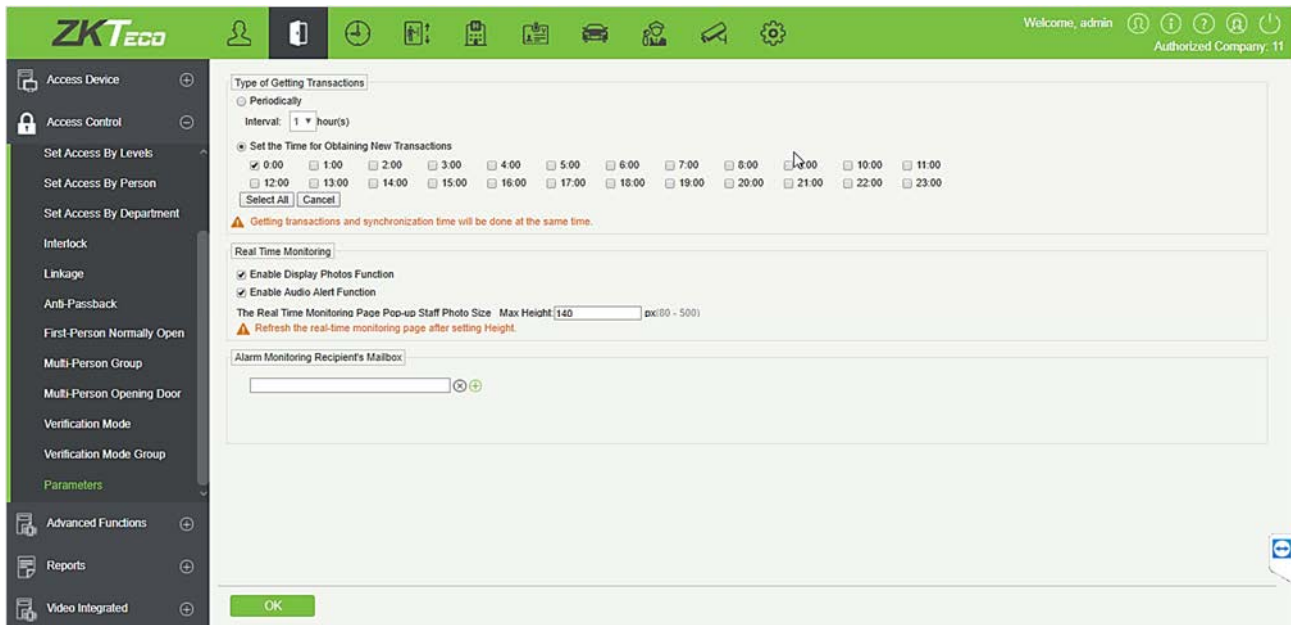 ZKTECO
Welcome, admin
Authorized Company: 11
Access Device
Access Control
Set Access By Levels
Set Access By Person
Set Access By Department
Interlock
Linkage
Anti-Passback
First-Person Normally Open
Multi-Person Group
Multi-Person Opening Door
Verification Mode
Verification Mode Group
Parameters
Advanced Functions
Reports
Video Integrated
Type of Getting Transactions
Periodically
Interval: 1 hour(s)
Set the Time for Obtaining New Transactions
0:00 1:00 2:00 3:00 4:00 5:00 6:00 7:00 8:00 10:00 11:00
12:00 13:00 14:00 15:00 16:00 17:00 18:00 19:00 20:00 21:00 22:00 23:00
Select All Cancel
Getting transactions and synchronization time will be done at the same time.
Real Time Monitoring
Enable Display Photos Function
Enable Audio Alert Function
The Real Time Monitoring Page Pop-up Staff Photo Size Max Height: 140 px(80 - 500)
Refresh the real-time monitoring page after setting Height.
Alarm Monitoring Recipient's Mailbox
OK